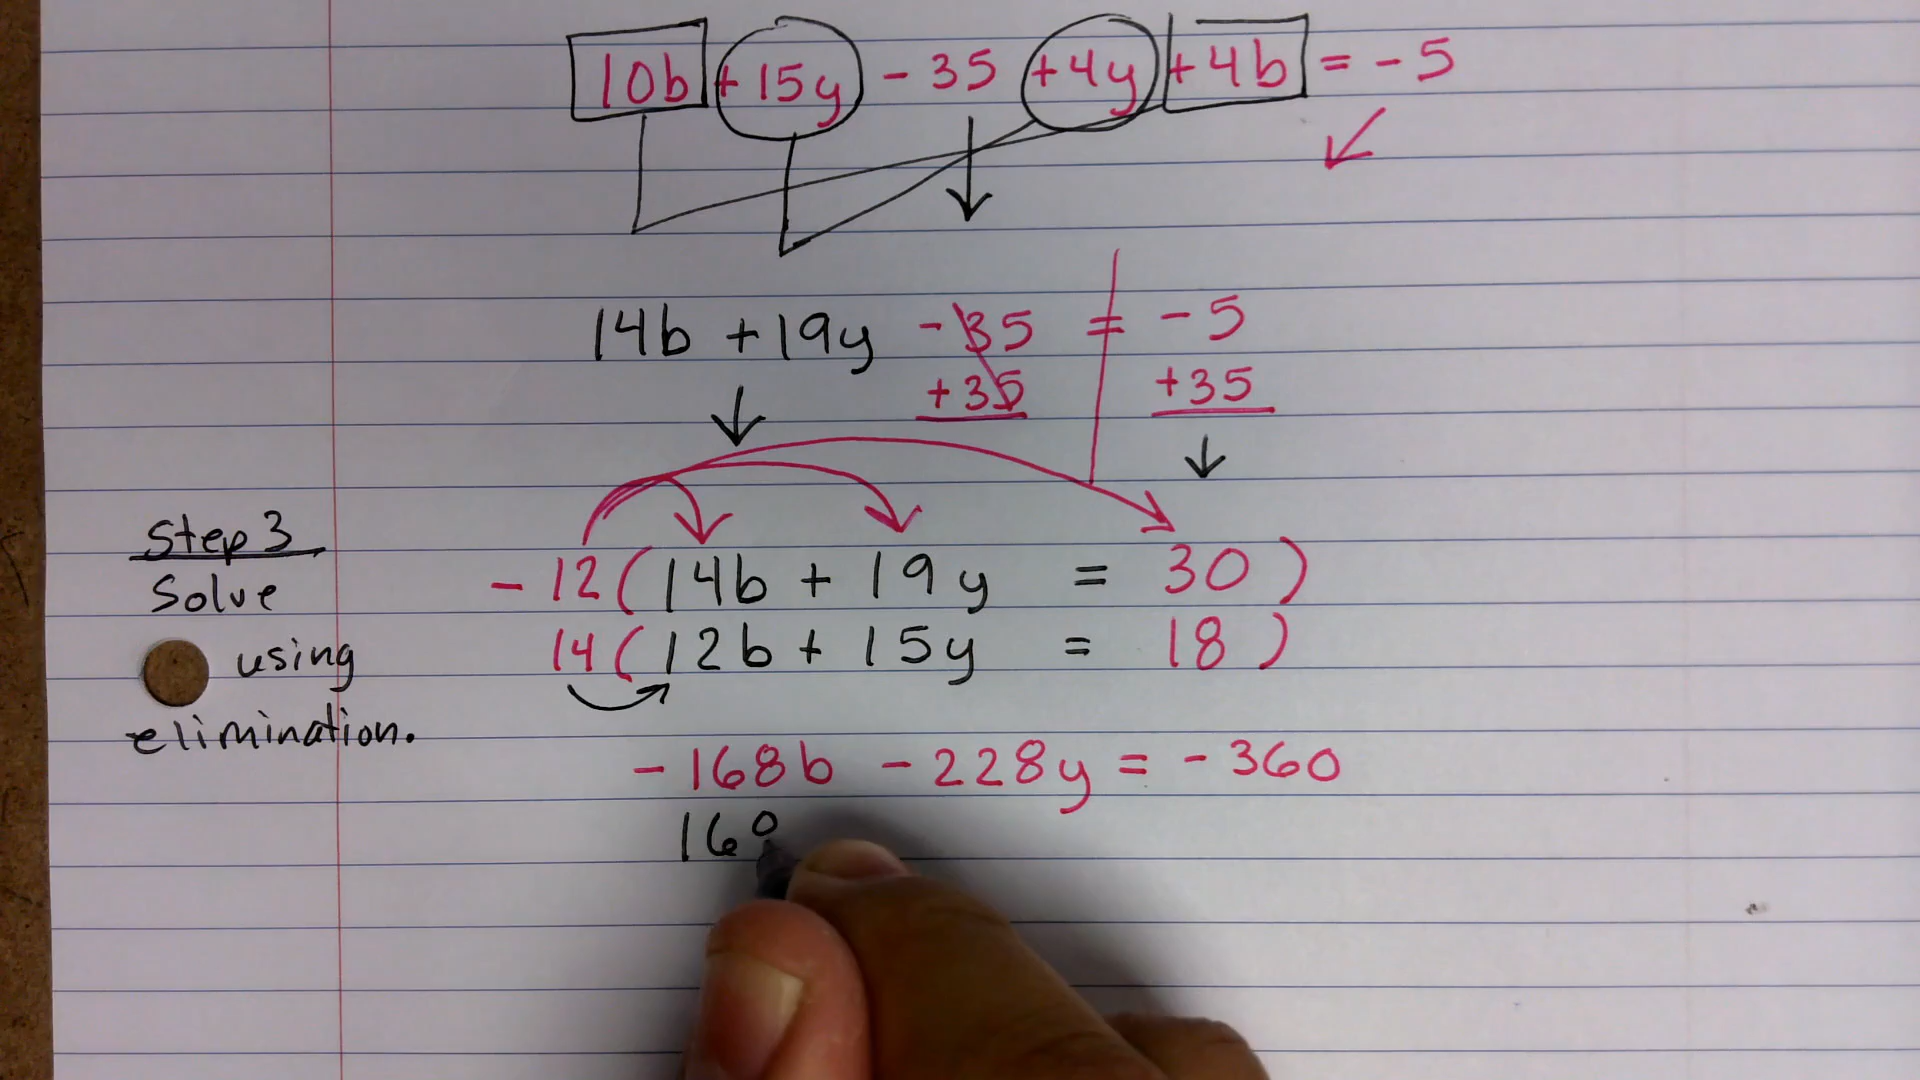 10b +15y - 35 +4y +4b = - 5
14b + 19y - 35 = - 5
+35 +35
Step 3
Solve
using
elimination.
- 12 ( 14b + 19y = 30 )
14 ( 12b + 15y = 18 )
- 168b - 228y = - 360
16